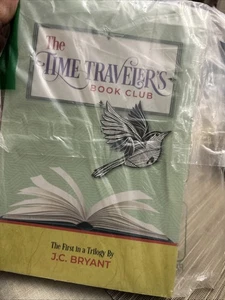 The
TIME TRAVELER'S
BOOK CLUB
The First in a Trilogy By
J.C. BRYANT